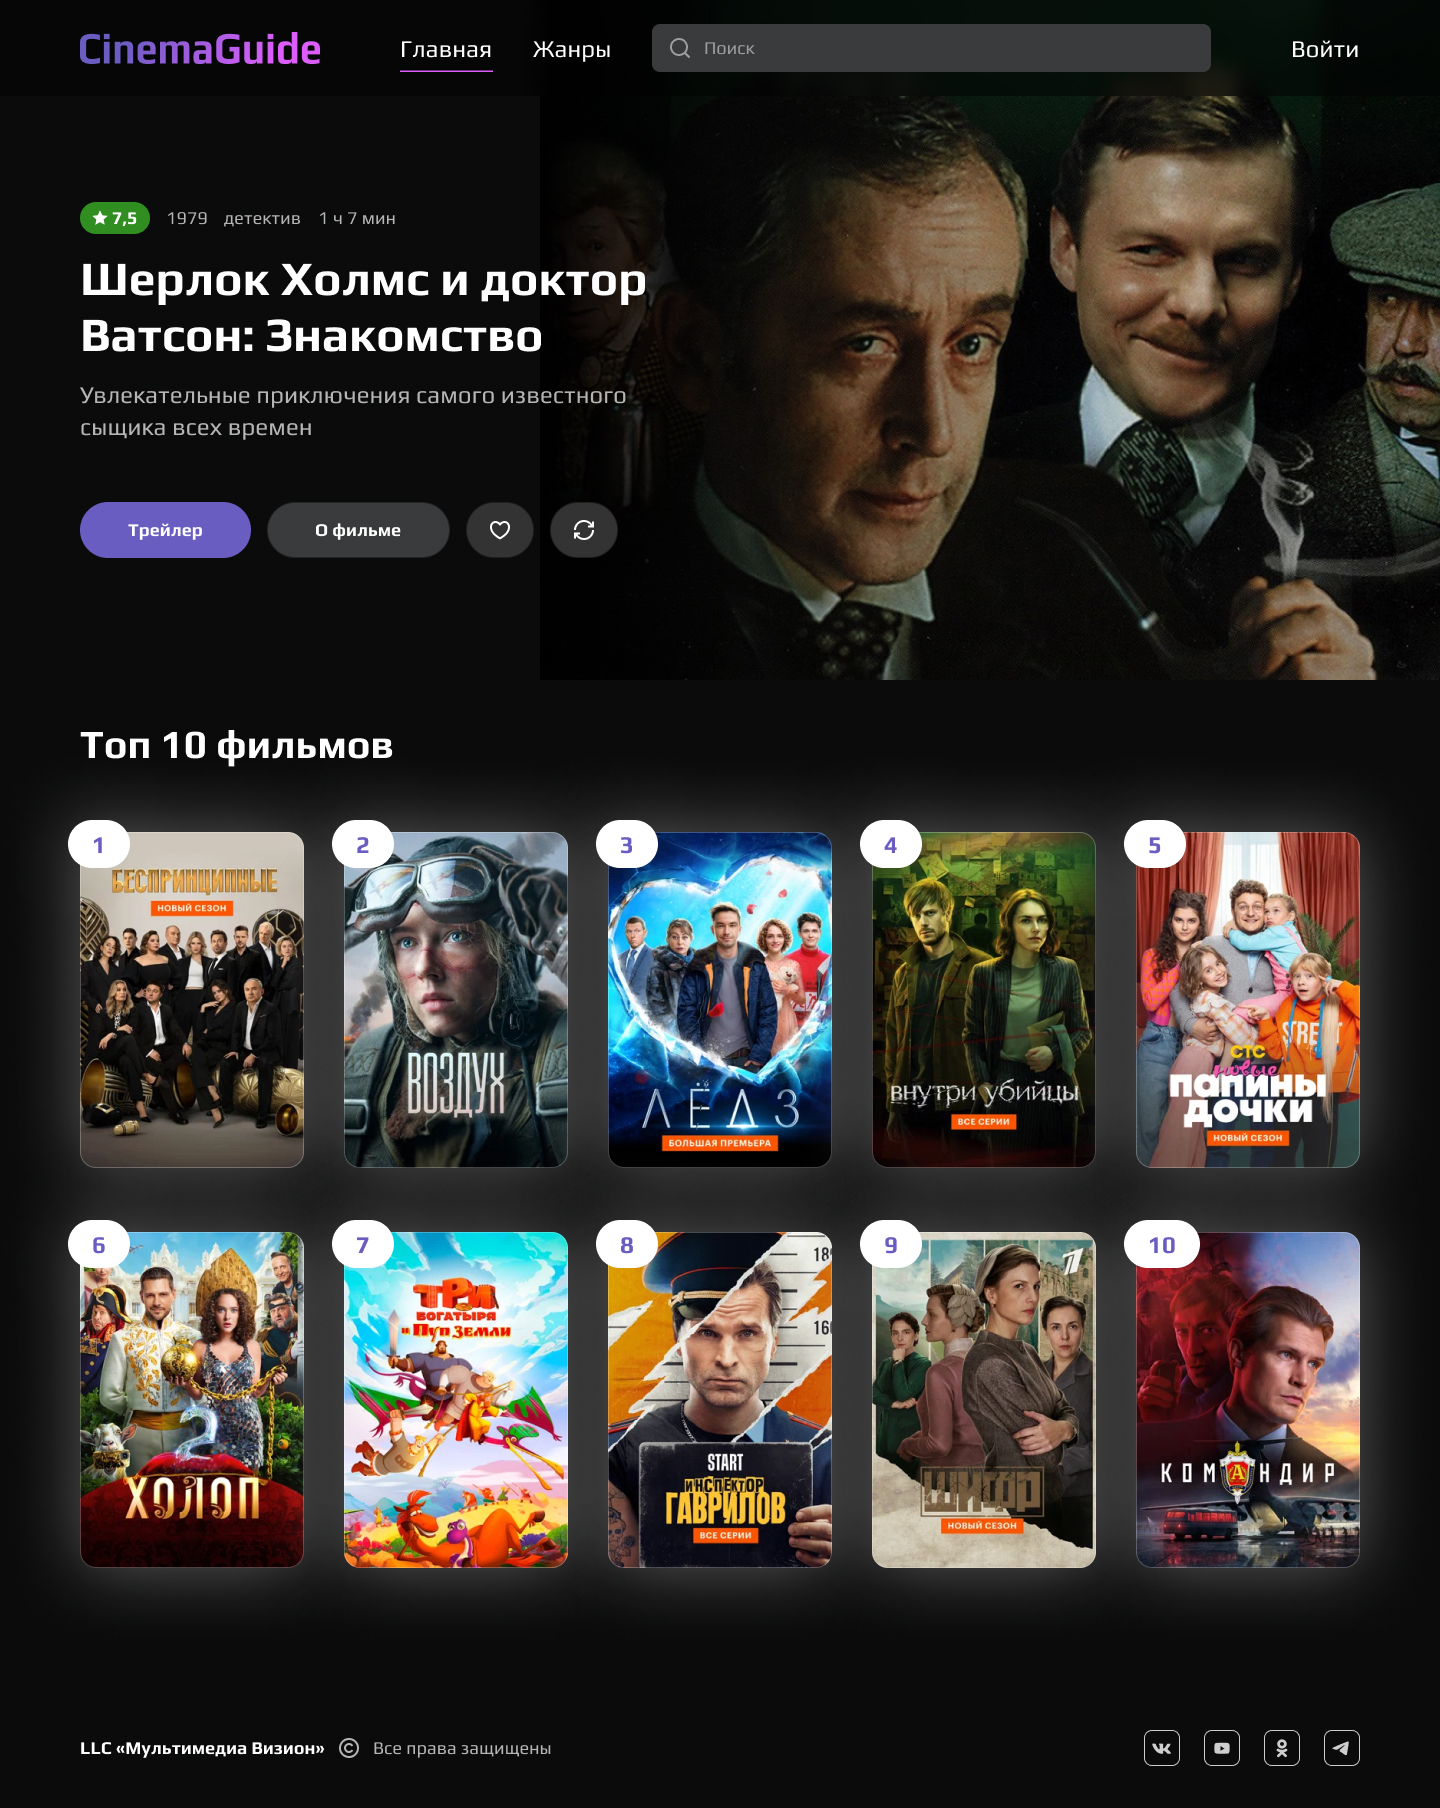 CinemaGuide
Главная
Жанры
Поиск
Войти
7,5
1979
детектив
1 ч 7 мин
Шерлок Холмс и доктор
Ватсон: Знакомство
Увлекательные приключения самого известного
сыщика всех времен
Трейлер
О фильме
Топ 10 фильмов
1
БЕСПРИНЦИПНЫЕ
НОВЫЙ СЕЗОН
2
ВОЗДУХ
3
ЛЁД 3
БОЛЬШАЯ ПРЕМЬЕРА
4
внутри убийцы
ВСЕ СЕРИИ
5
STREET
СТС
новые
папины
дочки
НОВЫЙ СЕЗОН
6
2
ХОЛОП
7
ТРИ
БОГАТЫРЯ
и Пуп Земли
8
18
160
START
ИНСПЕКТОР
ГАВРИЛОВ
ВСЕ СЕРИИ
9
1
ШИФР
НОВЫЙ СЕЗОН
10
КОМАНДИР
LLC «Мультимедиа Визион»
©
Все права защищены